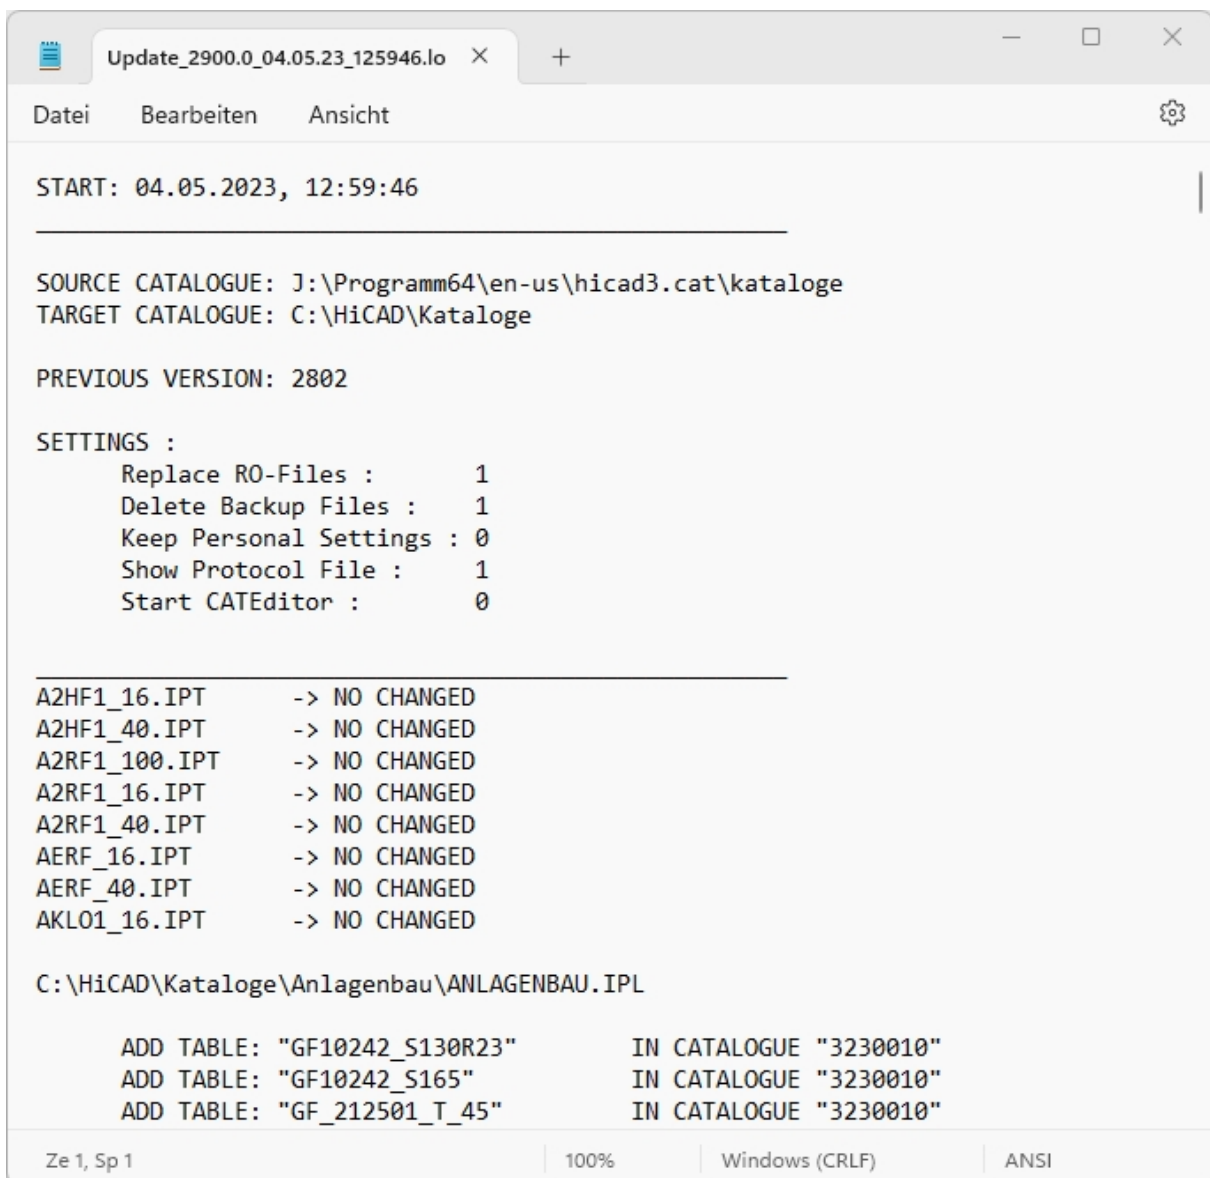 Update_2900.0_04.05.23_125946.lo
Datei Bearbeiten Ansicht
START: 04.05.2023, 12:59:46
SOURCE CATALOGUE: J:\Programm64\en-us\hicad3.cat\kataloge
TARGET CATALOGUE: C:\HiCAD\Kataloge
PREVIOUS VERSION: 2802
SETTINGS :
Replace RO-Files : 1
Delete Backup Files : 1
Keep Personal Settings : 0
Show Protocol File : 1
Start CATEditor : 0
A2HF1_16.IPT -> NO CHANGED
A2HF1_40.IPT -> NO CHANGED
A2RF1_100.IPT -> NO CHANGED
A2RF1_16.IPT -> NO CHANGED
A2RF1_40.IPT -> NO CHANGED
AERF_16.IPT -> NO CHANGED
AERF_40.IPT -> NO CHANGED
AKLO1_16.IPT -> NO CHANGED
C:\HiCAD\Kataloge\Anlagenbau\ANLAGENBAU.IPL
ADD TABLE: "GF10242_S130R23" IN CATALOGUE "3230010"
ADD TABLE: "GF10242_S165" IN CATALOGUE "3230010"
ADD TABLE: "GF_212501_T_45" IN CATALOGUE "3230010"
Ze 1, Sp 1 100% Windows (CRLF) ANSI